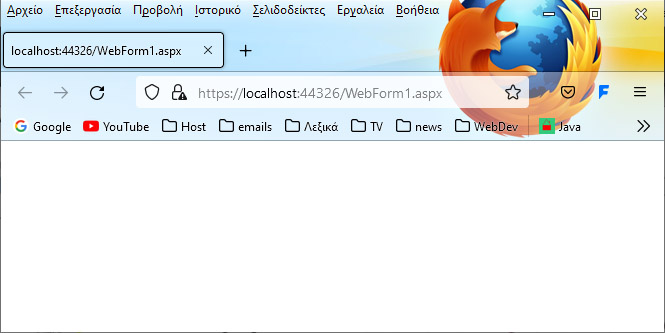 Αρχείο Επεξεργασία Προβολή Ιστορικό Σελιδοδείκτες Εργαλεία Βοήθεια
localhost:44326/WebForm1.aspx
https://localhost:44326/WebForm1.aspx
Google YouTube Host emails Λεξικά TV news WebDev Java